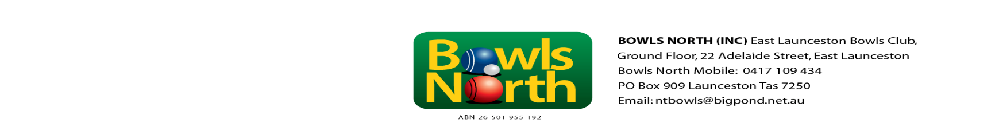 Bowls
North
ABN 26 501 955 192
BOWLS NORTH (INC) East Launceston Bowls Club,
Ground Floor, 22 Adelaide Street, East Launceston
Bowls North Mobile: 0417 109 434
PO Box 909 Launceston Tas 7250
Email: ntbowls@bigpond.net.au